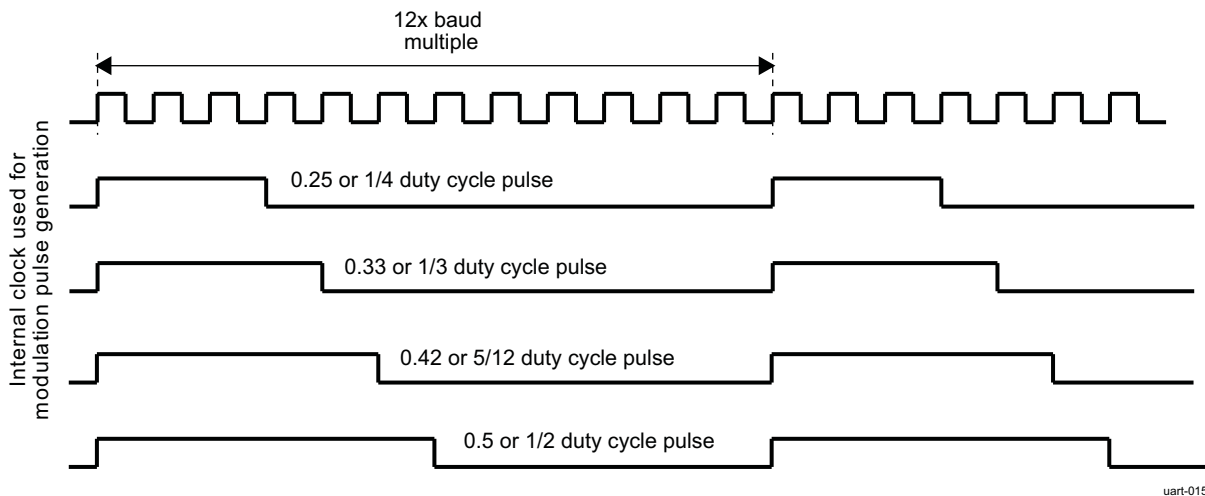 12x baud
multiple
Internal clock used for
modulation pulse generation
0.25 or 1/4 duty cycle pulse
0.33 or 1/3 duty cycle pulse
0.42 or 5/12 duty cycle pulse
0.5 or 1/2 duty cycle pulse
uart-015